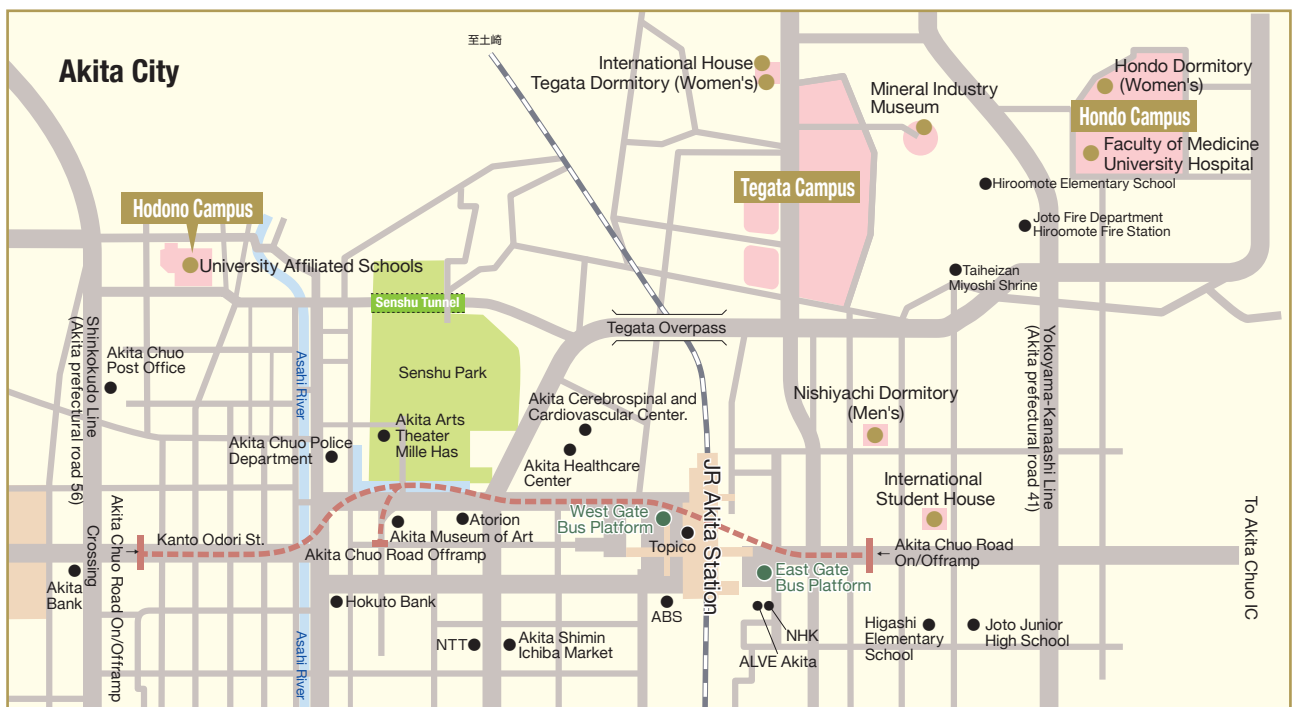 Akita City
至土崎
International House
Tegata Dormitory (Women's)
Mineral Industry
Museum
Hondo Dormitory
(Women's)
Hondo Campus
Faculty of Medicine
University Hospital
Tegata Campus
Hiroomote Elementary School
Joto Fire Department
Hiroomote Fire Station
Taiheizan
Miyoshi Shrine
Hodono Campus
University Affiliated Schools
Senshu Tunnel
Tegata Overpass
Shinkokudo Line
(Akita prefectural road 56)
Akita Chuo
Post Office
Asahi River
Senshu Park
Yokoyama-Kanaashi Line
(Akita prefectural road 41)
Nishiyachi Dormitory
(Men's)
Akita Cerebrospinal and
Cardiovascular Center.
Akita Arts
Theater
Mille Has
Akita Chuo Police
Department
Akita Healthcare
Center
JR Akita Station
International
Student House
West Gate
Bus Platform
Atorion
Akita Museum of Art
Kanto Odori St.
Akita Chuo Road Offramp
Topico
Akita Chuo Road
On/Offramp
To Akita Chuo IC
Crossing
Akita Chuo Road On/Offramp
Akita
Bank
East Gate
Bus Platform
Hokuto Bank
ABS
NHK
ALVE Akita
Higashi
Elementary
School
Joto Junior
High School
NTT
Akita Shimin
Ichiba Market
Asahi River